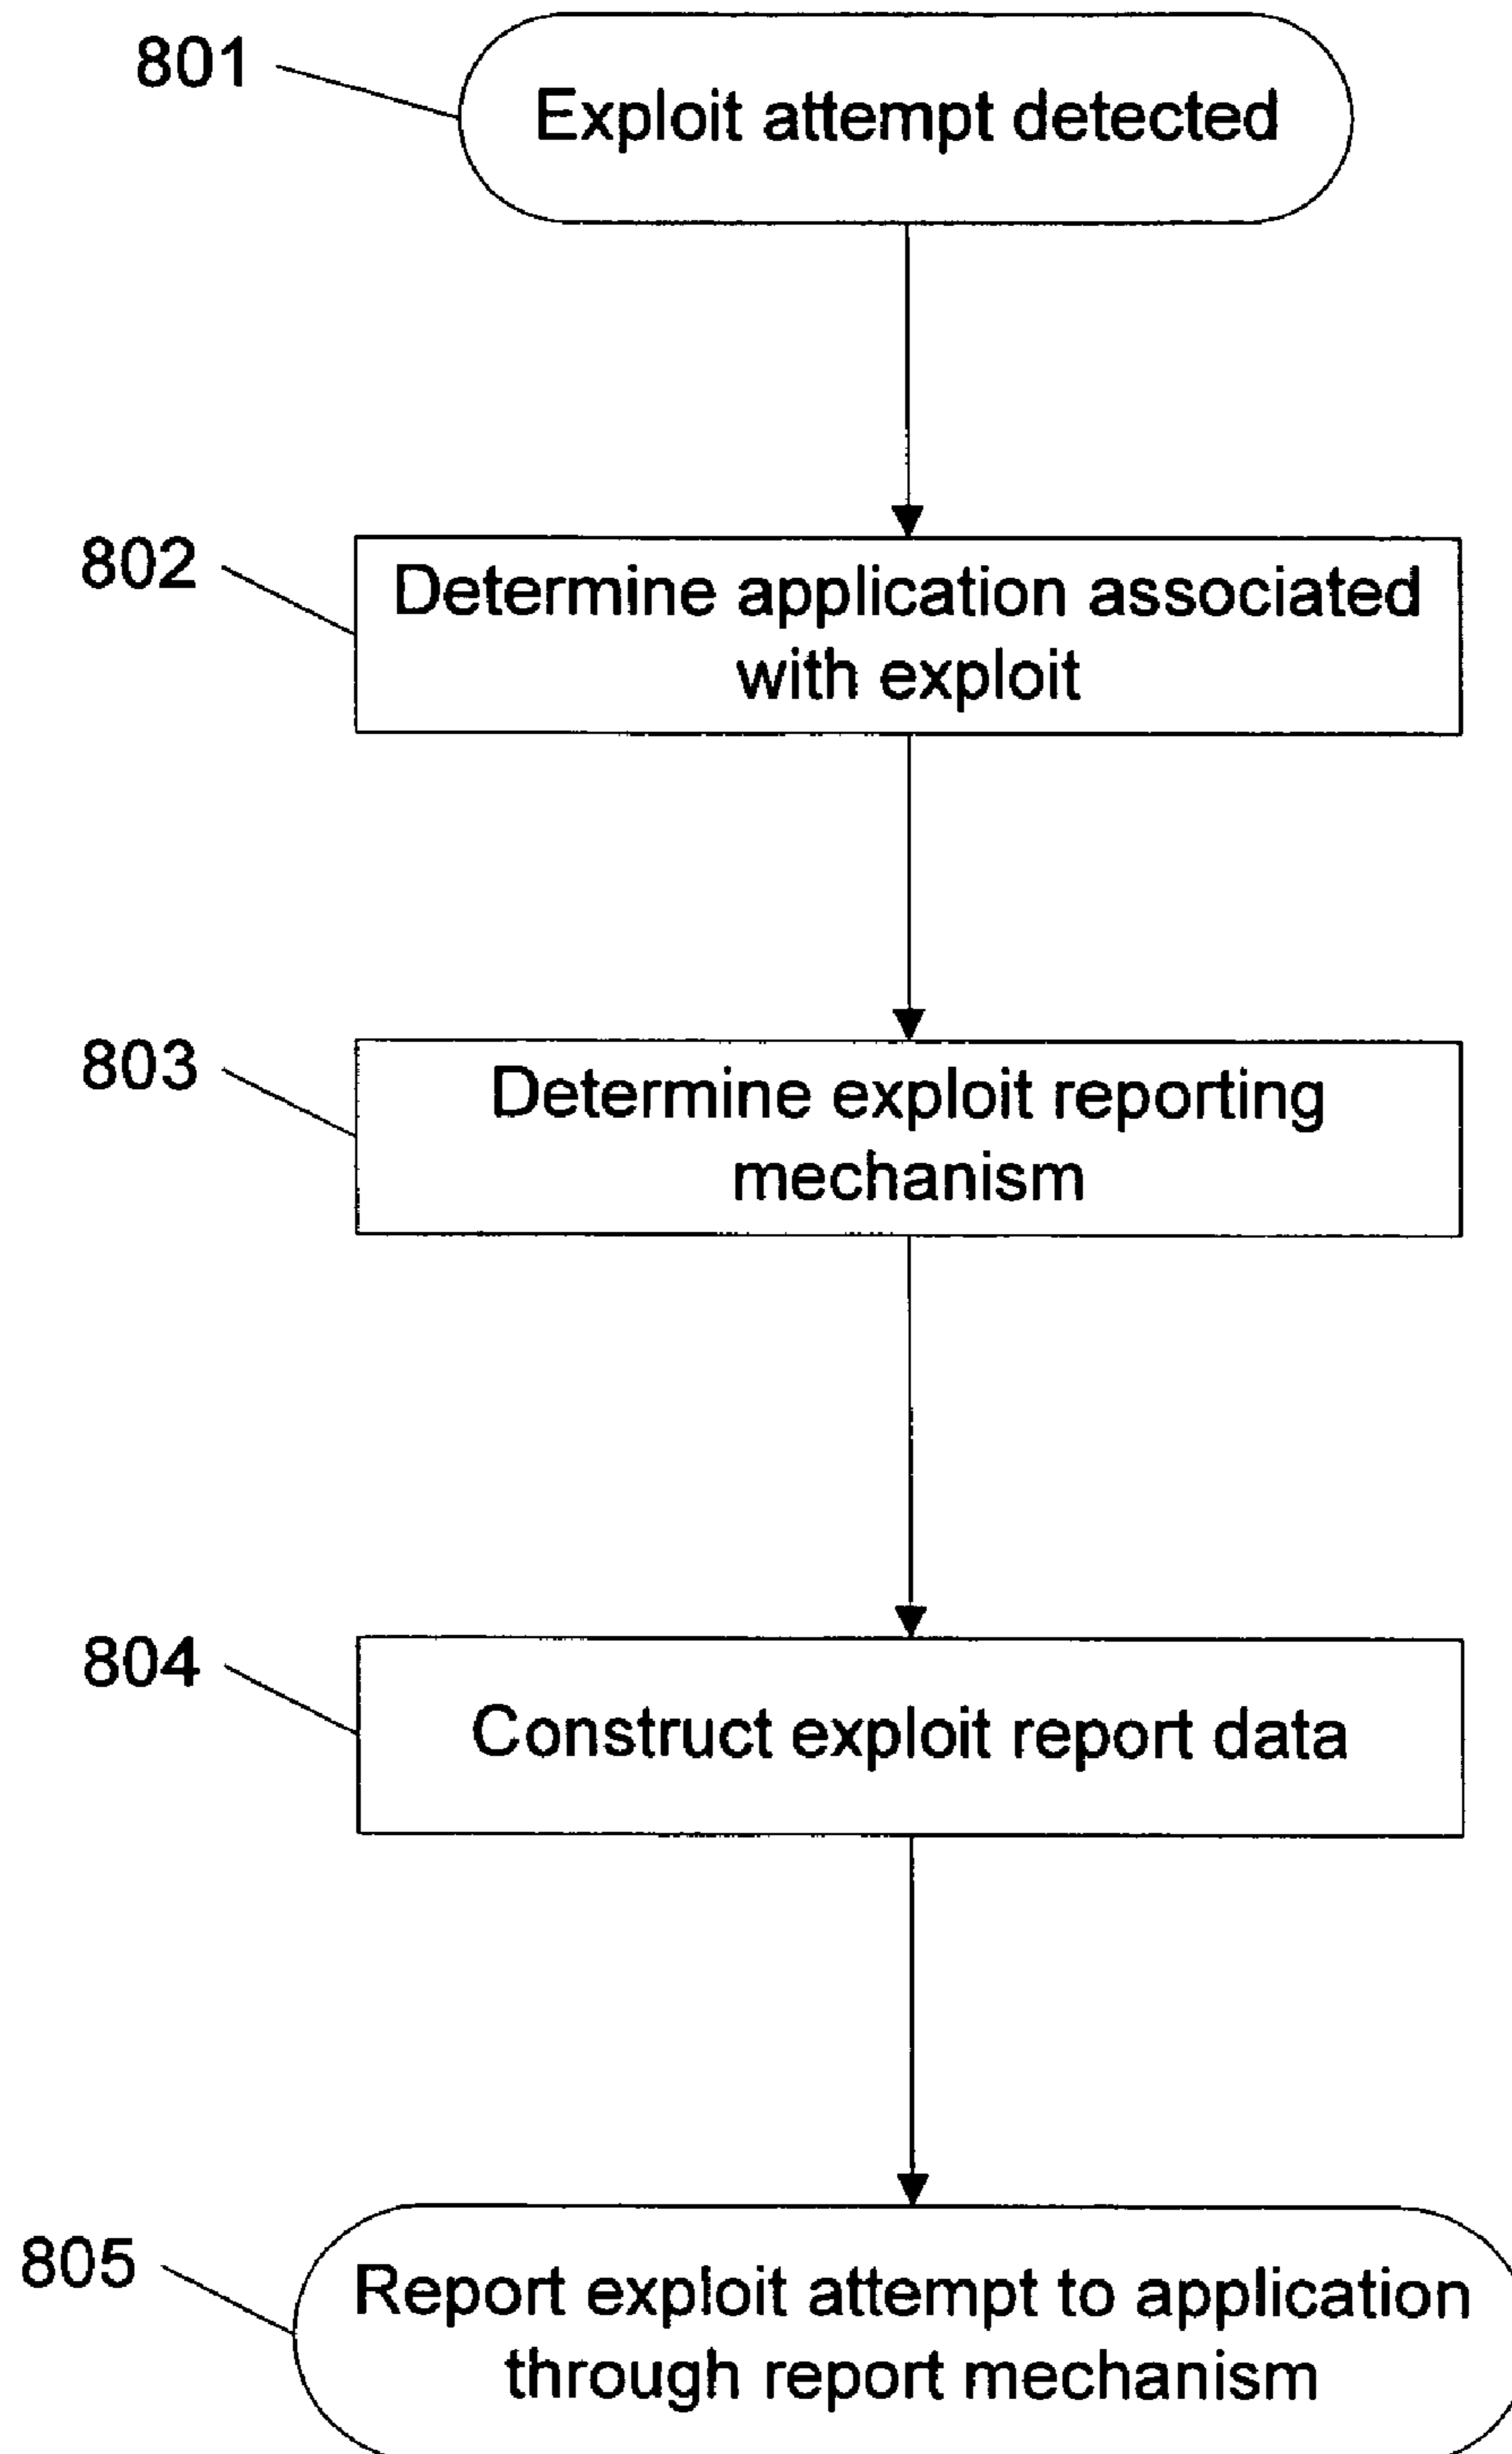 801
Exploit attempt detected
802
Determine application associated
with exploit
803
Determine exploit reporting
mechanism
804
Construct exploit report data
805
Report exploit attempt to application
through report mechanism